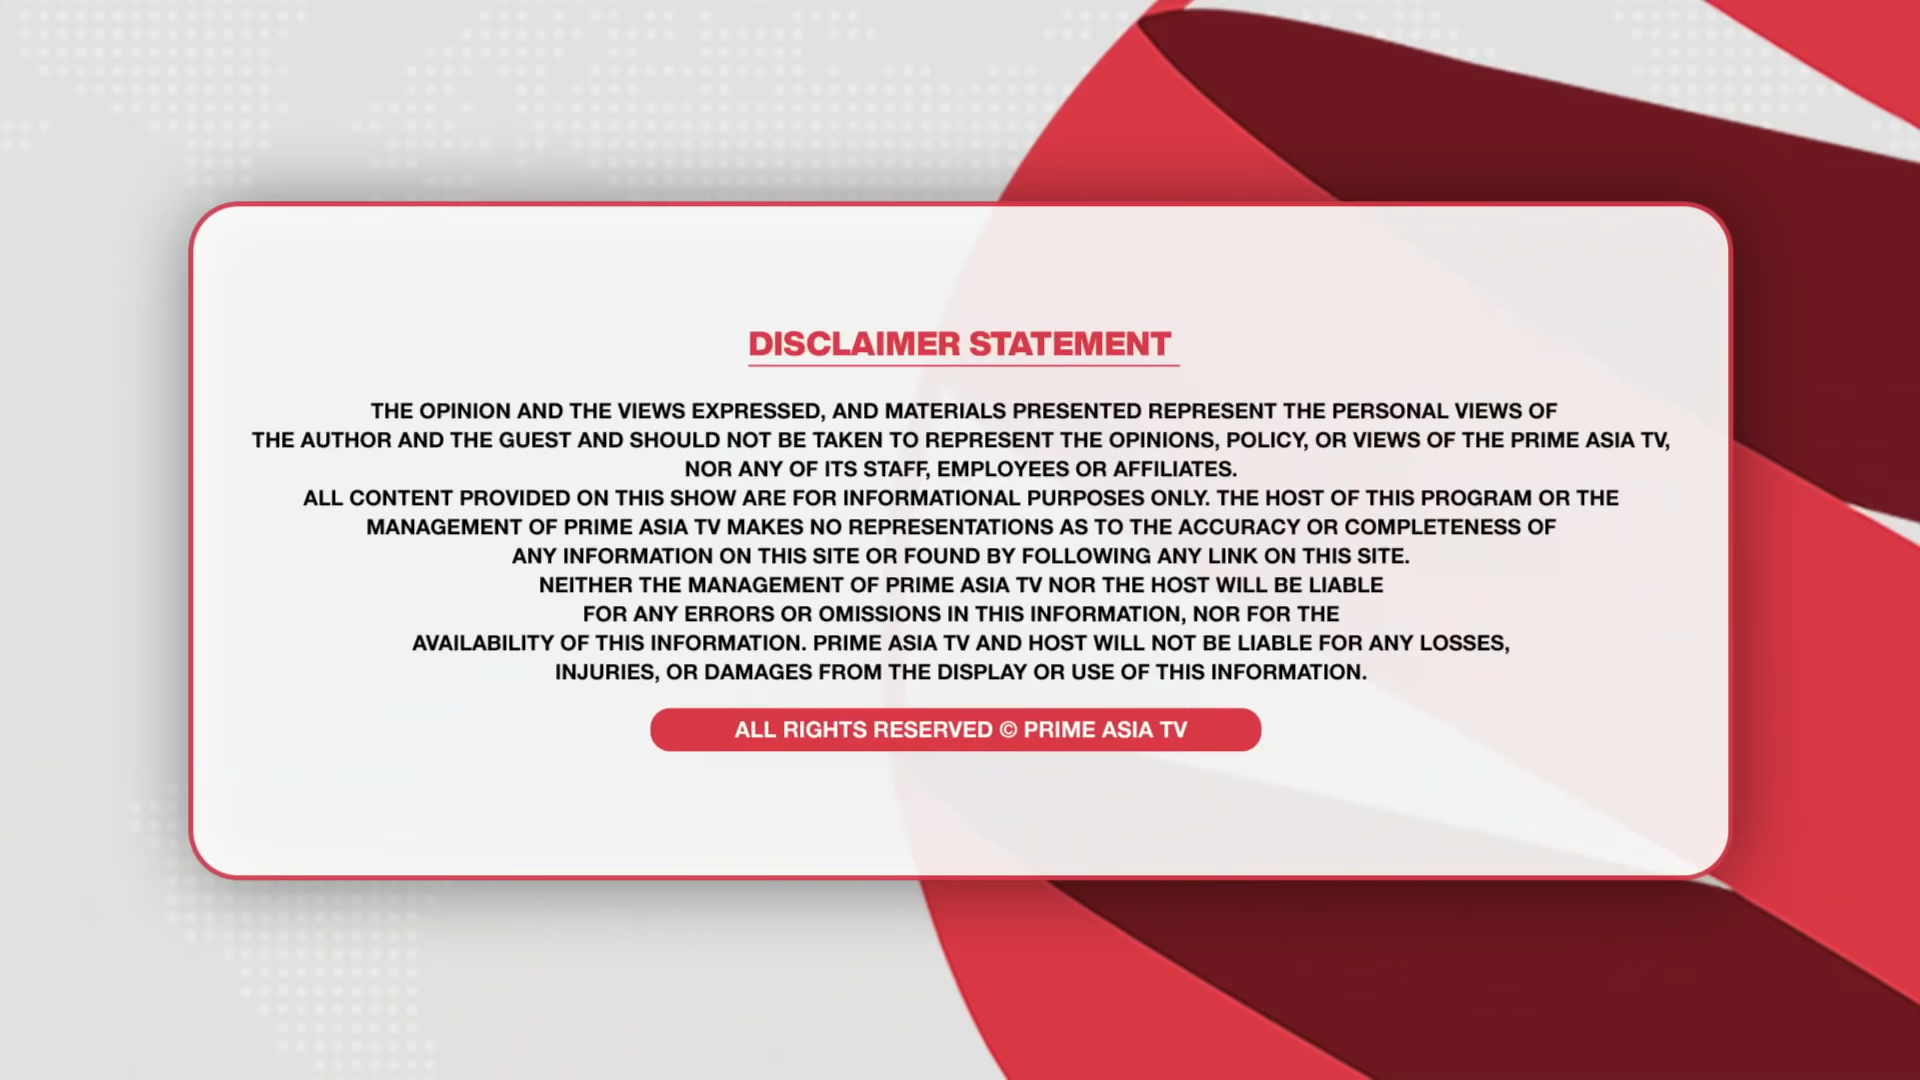 DISCLAIMER STATEMENT
THE OPINION AND THE VIEWS EXPRESSED, AND MATERIALS PRESENTED REPRESENT THE PERSONAL VIEWS OF
THE AUTHOR AND THE GUEST AND SHOULD NOT BE TAKEN TO REPRESENT THE OPINIONS, POLICY, OR VIEWS OF THE PRIME ASIA TV,
NOR ANY OF ITS STAFF, EMPLOYEES OR AFFILIATES.
ALL CONTENT PROVIDED ON THIS SHOW ARE FOR INFORMATIONAL PURPOSES ONLY. THE HOST OF THIS PROGRAM OR THE
MANAGEMENT OF PRIME ASIA TV MAKES NO REPRESENTATIONS AS TO THE ACCURACY OR COMPLETENESS OF
ANY INFORMATION ON THIS SITE OR FOUND BY FOLLOWING ANY LINK ON THIS SITE.
NEITHER THE MANAGEMENT OF PRIME ASIA TV NOR THE HOST WILL BE LIABLE
FOR ANY ERRORS OR OMISSIONS IN THIS INFORMATION, NOR FOR THE
AVAILABILITY OF THIS INFORMATION. PRIME ASIA TV AND HOST WILL NOT BE LIABLE FOR ANY LOSSES,
INJURIES, OR DAMAGES FROM THE DISPLAY OR USE OF THIS INFORMATION.
ALL RIGHTS RESERVED © PRIME ASIA TV